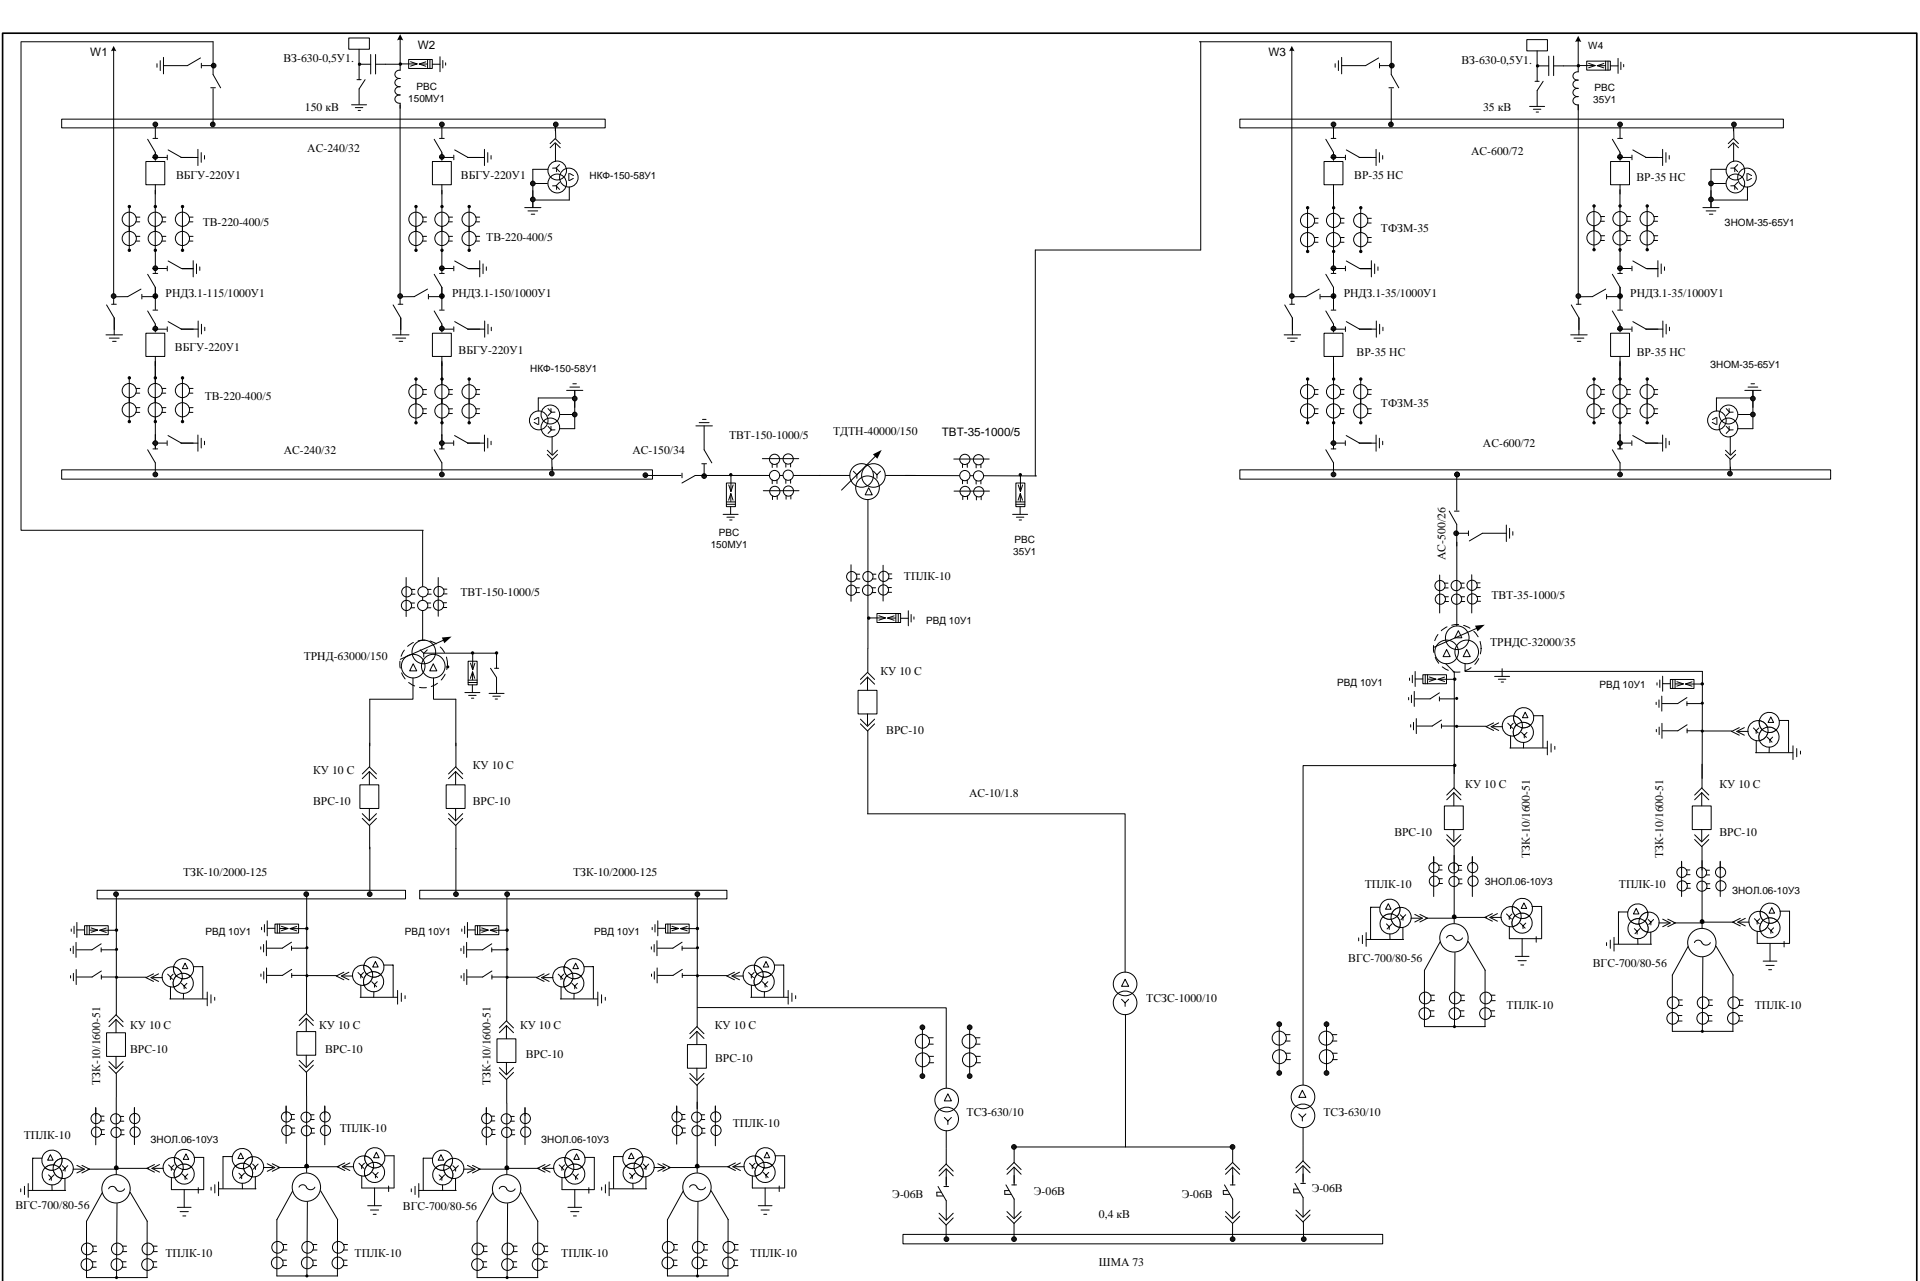 W1
ВЗ-630-0,5У1.
W2
РВС
150МУ1
150 кВ
W3
ВЗ-630-0,5У1.
W4
РВС
35У1
35 кВ
АС-240/32
АС-600/72
ВБГУ-220У1
ВБГУ-220У1
НКФ-150-58У1
ВР-35 НС
ВР-35 НС
ЗНОМ-35-65У1
ТВ-220-400/5
ТВ-220-400/5
ТФЗМ-35
РНДЗ.1-115/1000У1
РНДЗ.1-150/1000У1
РНДЗ.1-35/1000У1
РНДЗ.1-35/1000У1
ВБГУ-220У1
ВБГУ-220У1
ВР-35 НС
ВР-35 НС
НКФ-150-58У1
ЗНОМ-35-65У1
ТВ-220-400/5
ТФЗМ-35
АС-240/32
АС-150/34
ТВТ-150-1000/5
ТДТН-40000/150
ТВТ-35-1000/5
АС-600/72
РВС
150МУ1
РВС
35У1
АС-500/26
ТВТ-150-1000/5
ТПЛК-10
ТВТ-35-1000/5
РВД 10У1
ТРНД-63000/150
ТРНДС-32000/35
КУ 10 С
РВД 10У1
РВД 10У1
ВРС-10
КУ 10 С
КУ 10 С
ВРС-10
ВРС-10
АС-10/1.8
КУ 10 С
ТЗК-10/1600-51
ВРС-10
КУ 10 С
ТЗК-10/1600-51
ВРС-10
ТЗК-10/2000-125
ТЗК-10/2000-125
ТПЛК-10
ЗНОЛ.06-10У3
ТПЛК-10
ЗНОЛ.06-10У3
РВД 10У1
РВД 10У1
РВД 10У1
ВГС-700/80-56
ВГС-700/80-56
ТПЛК-10
ТПЛК-10
ТСЗС-1000/10
ТЗК-10/1600-51
КУ 10 С
ВРС-10
КУ 10 С
ВРС-10
ТЗК-10/1600-51
КУ 10 С
ВРС-10
КУ 10 С
ВРС-10
ТСЗ-630/10
ТСЗ-630/10
ТПЛК-10
ЗНОЛ.06-10У3
ТПЛК-10
ТПЛК-10
ЗНОЛ.06-10У3
ТПЛК-10
ВГС-700/80-56
ВГС-700/80-56
Э-06В
Э-06В
Э-06В
Э-06В
0,4 кВ
ТПЛК-10
ТПЛК-10
ТПЛК-10
ТПЛК-10
ШМА 73